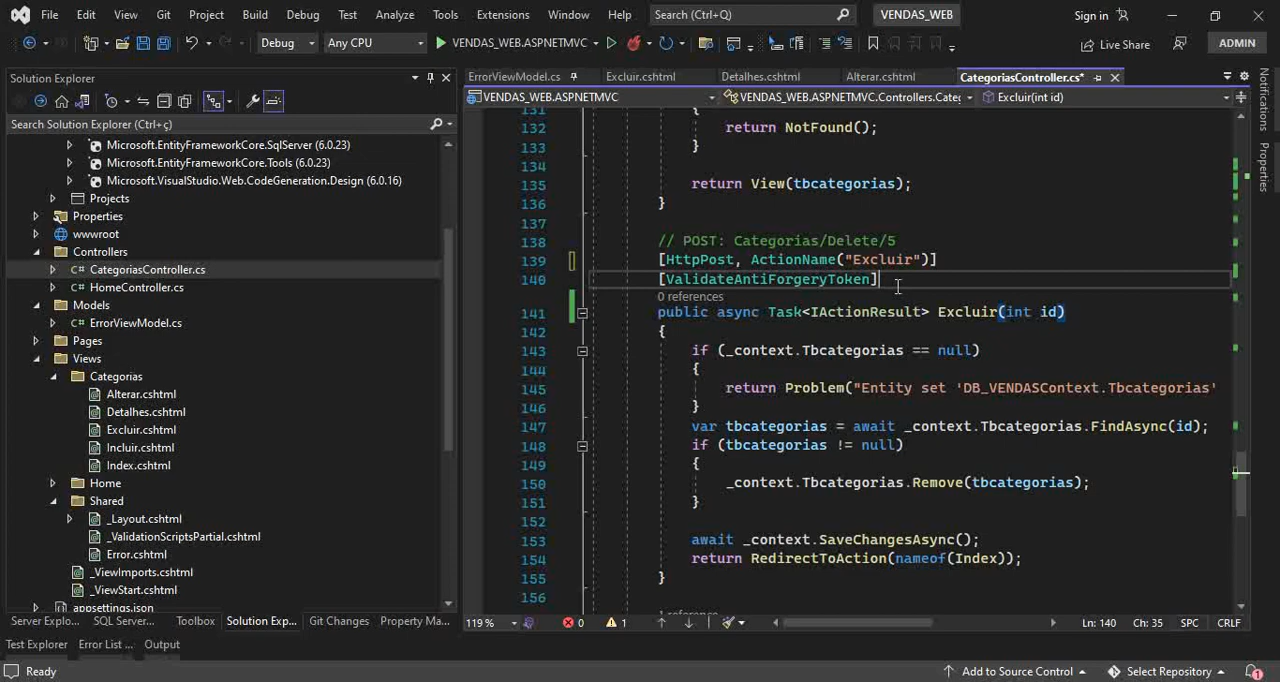 File Edit View Git Project Build Debug Test Analyze Tools Extensions Window Help Search (Ctrl+Q) VENDAS_WEB Sign in
Debug Any CPU VENDAS_WEB.ASPNETMVC Live Share ADMIN
Solution Explorer
Search Solution Explorer (Ctrl+ç)
Microsoft.EntityFrameworkCore.SqlServer (6.0.23)
Microsoft.EntityFrameworkCore.Tools (6.0.23)
Microsoft.VisualStudio.Web.CodeGeneration.Design (6.0.16)
Projects
Properties
wwwroot
Controllers
C# CategoriasController.cs
C# HomeController.cs
Models
C# ErrorViewModel.cs
Pages
Views
Categorias
Alterar.cshtml
Detalhes.cshtml
Excluir.cshtml
Incluir.cshtml
Index.cshtml
Home
Shared
_Layout.cshtml
_ValidationScriptsPartial.cshtml
Error.cshtml
_ViewImports.cshtml
_ViewStart.cshtml
appsettings.json
Server Explo... SQL Server... Toolbox Solution Exp... Git Changes Property Ma...
ErrorViewModel.cs Excluir.cshtml Detalhes.cshtml Alterar.cshtml CategoriasController.cs*
VENDAS_WEB.ASPNETMVC VENDAS_WEB.ASPNETMVC.Controllers.Categ Excluir(int id)
131 {
132 return NotFound();
133 }
134
135 return View(tbcategorias);
136 }
137
138 // POST: Categorias/Delete/5
139 [HttpPost, ActionName("Excluir")]
140 [ValidateAntiForgeryToken]
0 references
141 public async Task<IActionResult> Excluir(int id)
142 {
143 if (_context.Tbcategorias == null)
144 {
145 return Problem("Entity set 'DB_VENDASContext.Tbcategorias'
146 }
147 var tbcategorias = await _context.Tbcategorias.FindAsync(id);
148 if (tbcategorias != null)
149 {
150 _context.Tbcategorias.Remove(tbcategorias);
151 }
152
153 await _context.SaveChangesAsync();
154 return RedirectToAction(nameof(Index));
155 }
156
1 reference
119 % 0 1 Ln: 140 Ch: 35 SPC CRLF
Notifications
Properties
Test Explorer Error List ... Output
Ready Add to Source Control Select Repository 1